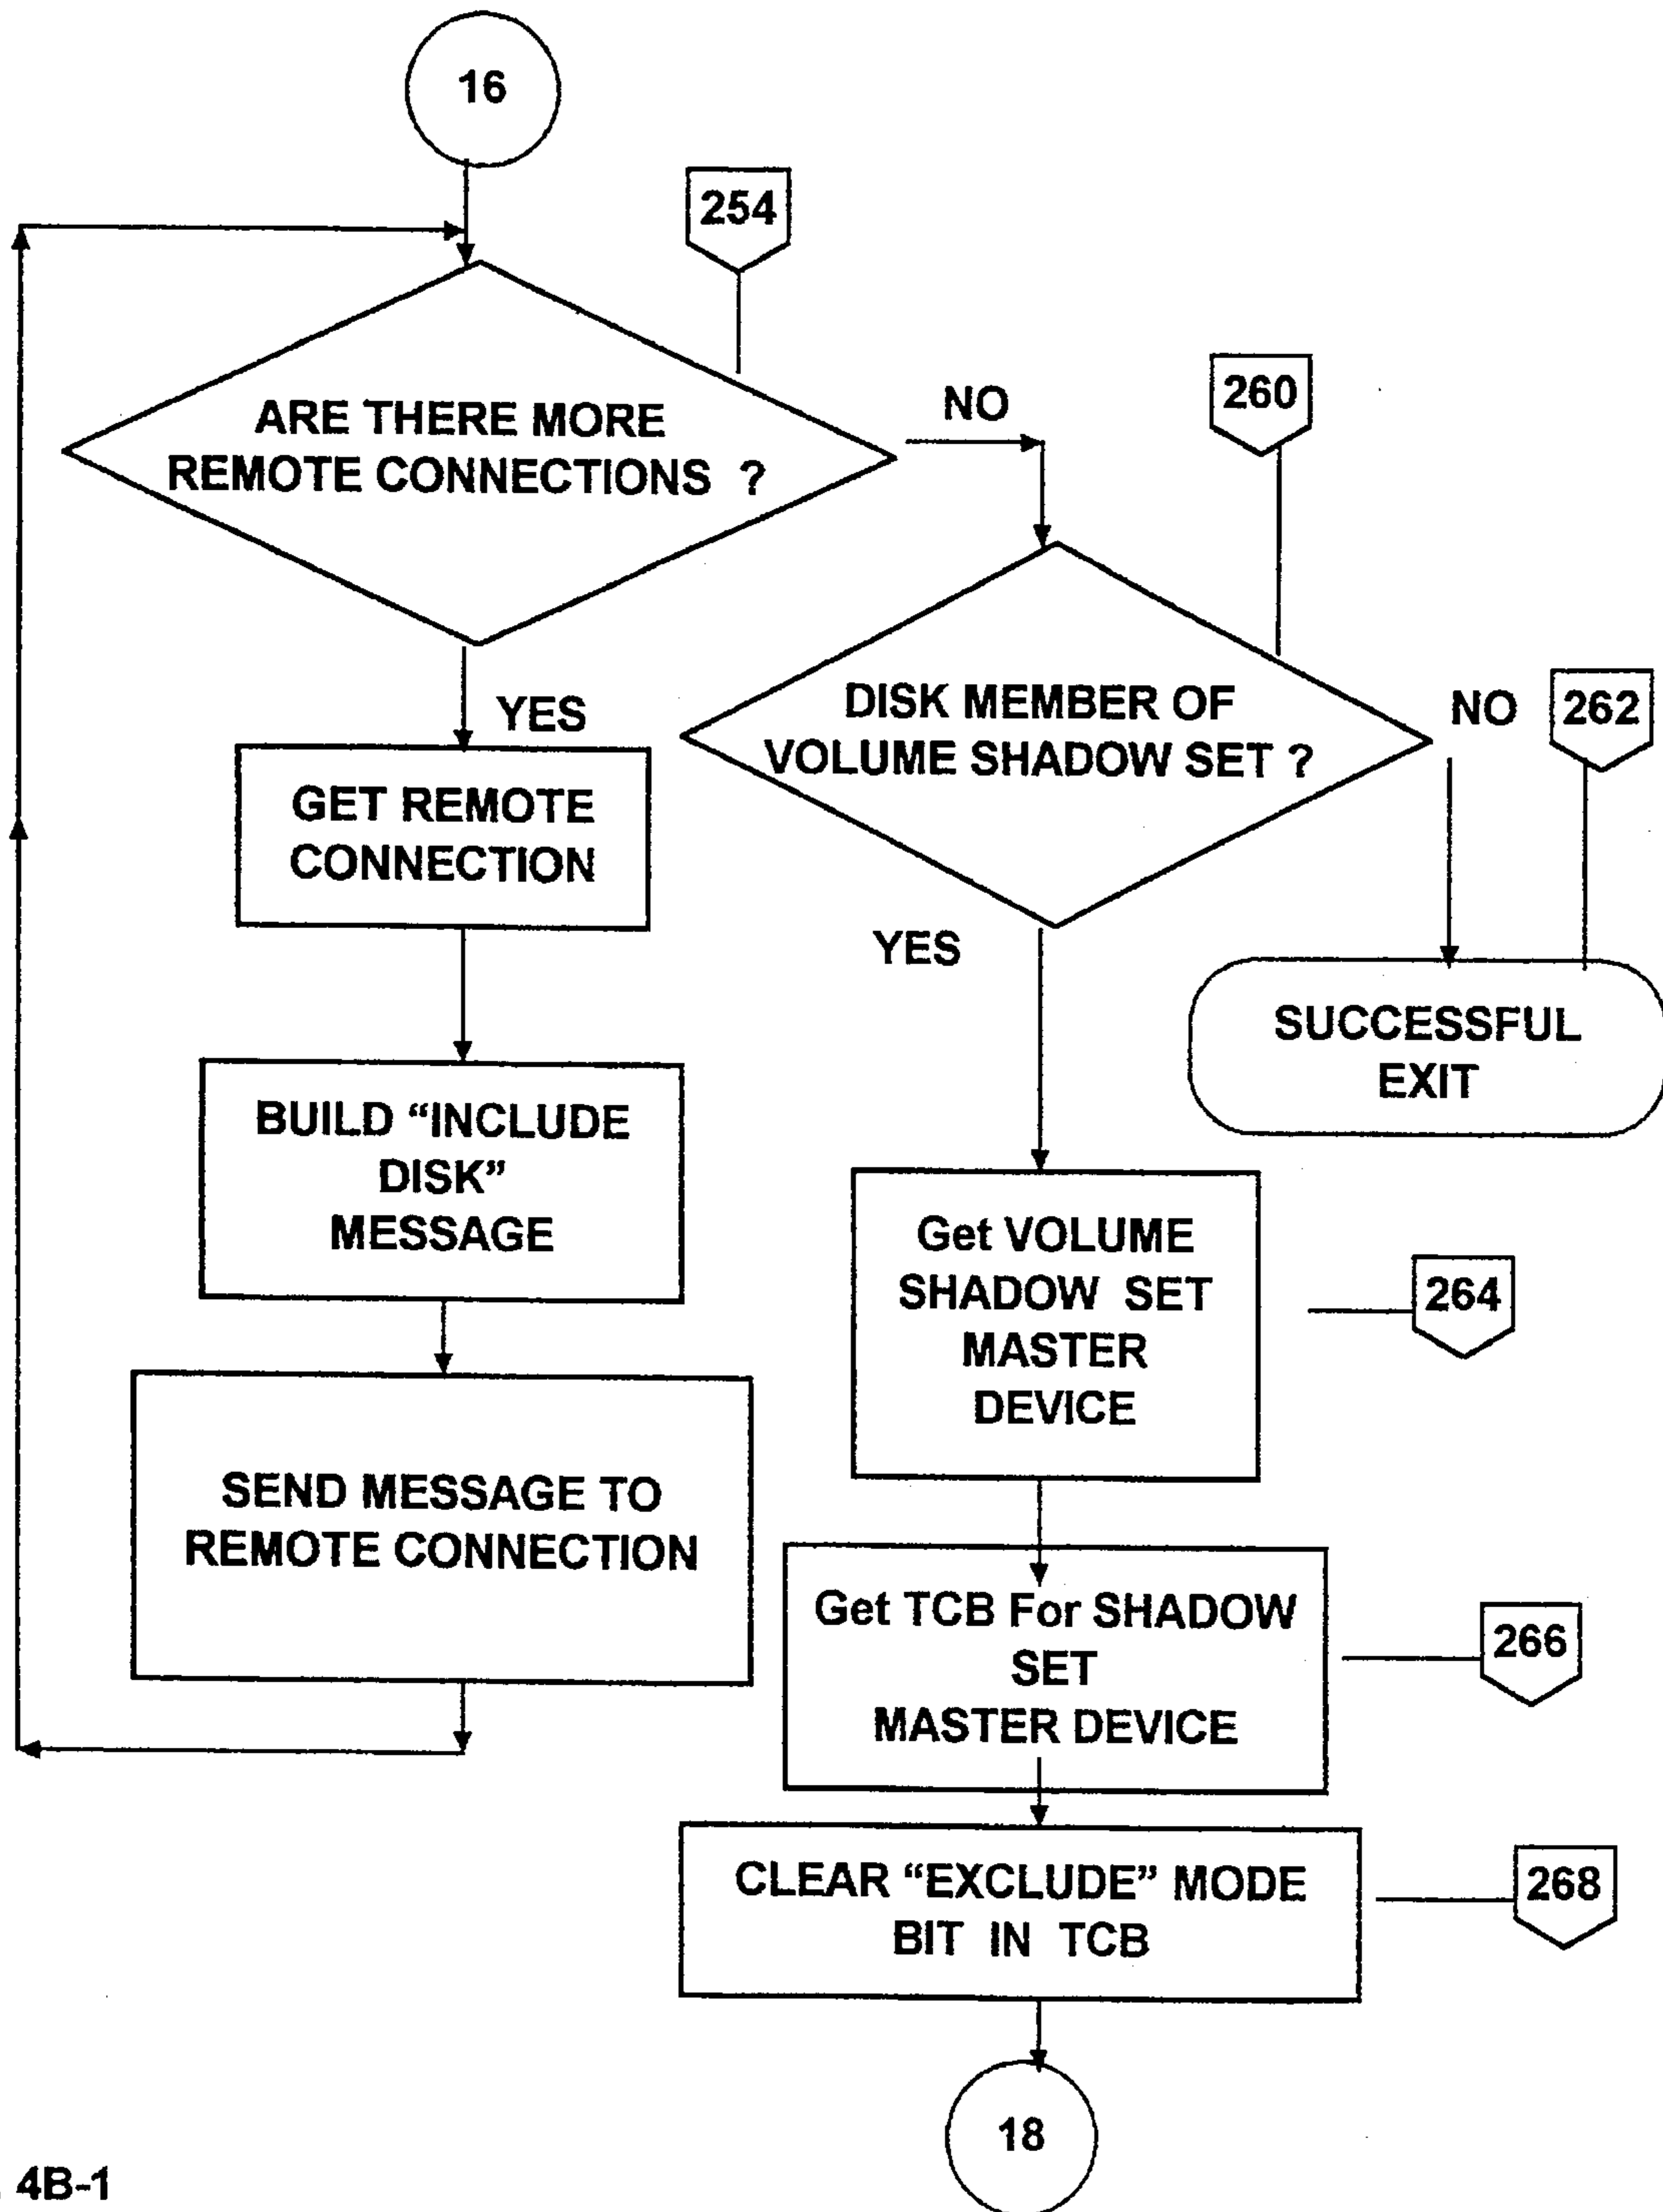 16
254
ARE THERE MORE
REMOTE CONNECTIONS ?
NO
260
YES
DISK MEMBER OF
VOLUME SHADOW SET ?
NO
262
GET REMOTE
CONNECTION
YES
SUCCESSFUL
EXIT
BUILD “INCLUDE
DISK”
MESSAGE
Get VOLUME
SHADOW SET
MASTER
DEVICE
264
SEND MESSAGE TO
REMOTE CONNECTION
Get TCB For SHADOW
SET
MASTER DEVICE
266
CLEAR “EXCLUDE” MODE
BIT IN TCB
268
18
4B-1